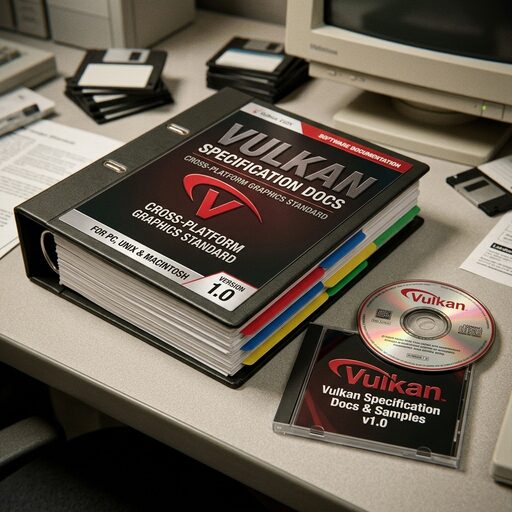 SOFTWARE DOCUMENTATION
VULKAN
SPECIFICATION DOCS
CROSS-PLATFORM GRAPHICS STANDARD
CROSS-PLATFORM
GRAPHICS STANDARD
FOR PC, UNIX & MACINTOSH
VERSION
1.0
Vulkan
Vulkan
Vulkan Specification
Docs & Samples
v1.0